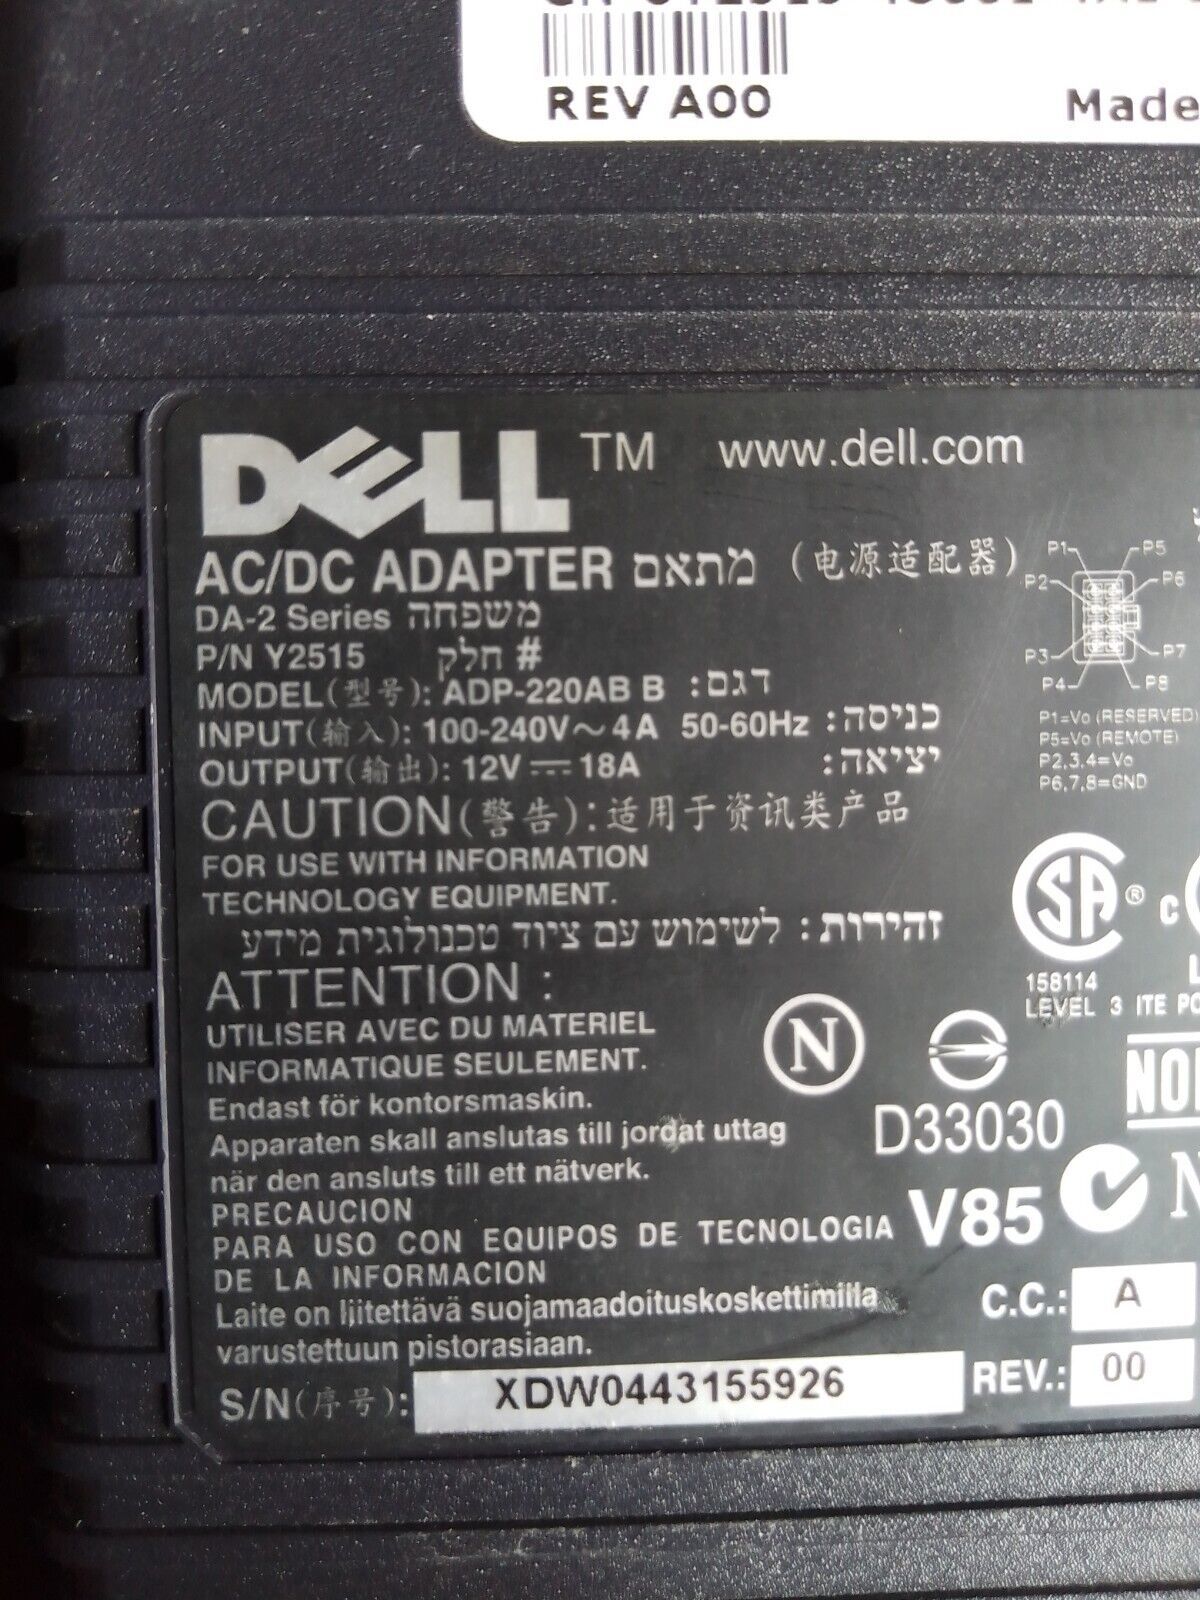 REV A00
Made
DELL TM www.dell.com
AC/DC ADAPTER מתאם (电源适配器)
DA-2 Series משפחה
P/N Y2515 חלק #
MODEL(型号): ADP-220AB B דגם:
INPUT(输入): 100-240V～4A 50-60Hz כניסה:
OUTPUT(输出): 12V ⎓ 18A יציאה:
P1 P5
P2 P6
P3 P7
P4 P8
P1=Vo (RESERVED)
P5=Vo (REMOTE)
P2,3,4=Vo
P6,7,8=GND
CAUTION(警告):适用于资讯类产品
FOR USE WITH INFORMATION
TECHNOLOGY EQUIPMENT.
זהירות: לשימוש עם ציוד טכנולוגית מידע
ATTENTION :
UTILISER AVEC DU MATERIEL
INFORMATIQUE SEULEMENT.
Endast för kontorsmaskin.
Apparaten skall anslutas till jordat uttag
när den ansluts till ett nätverk.
PRECAUCION
PARA USO CON EQUIPOS DE TECNOLOGIA
DE LA INFORMACION
Laite on liitettävä suojamaadoituskoskettimilla
varustettuun pistorasiaan.
S/N(序号): XDW0443155926
SA ® C
158114
LEVEL 3 ITE
N
D33030
V85 N
C.C.: A
REV.: 00